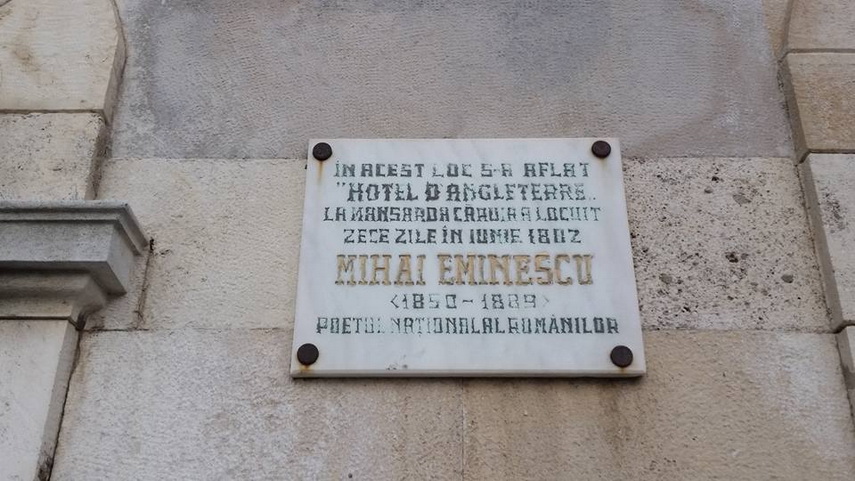 ÎN ACEST LOC S-A AFLAT
"HOTEL D'ANGLETERRE"
LA MANSARDA CĂRUIA A LOCUIT
ZECE ZILE ÎN IUNIE 1882
MIHAI EMINESCU
(1850-1889)
POETUL NATIONAL AL ROMÂNILOR